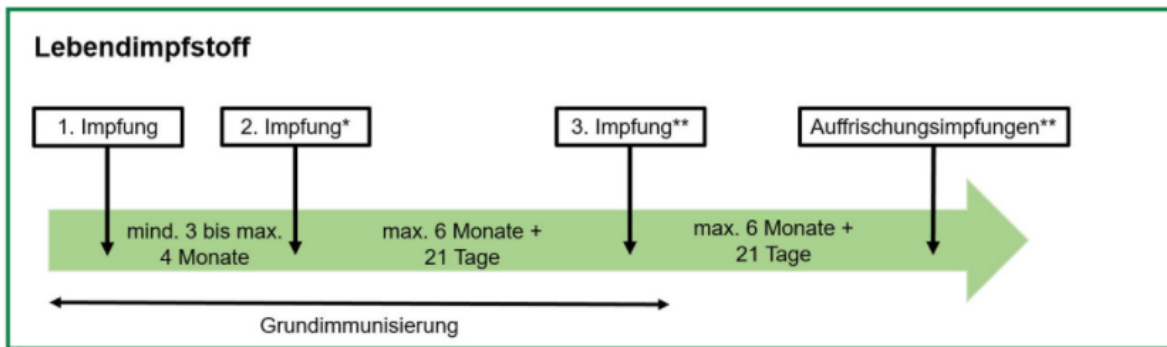 Lebendimpfstoff
1. Impfung
2. Impfung*
3. Impfung**
Auffrischungsimpfungen**
mind. 3 bis max.
4 Monate
max. 6 Monate +
21 Tage
max. 6 Monate +
21 Tage
Grundimmunisierung